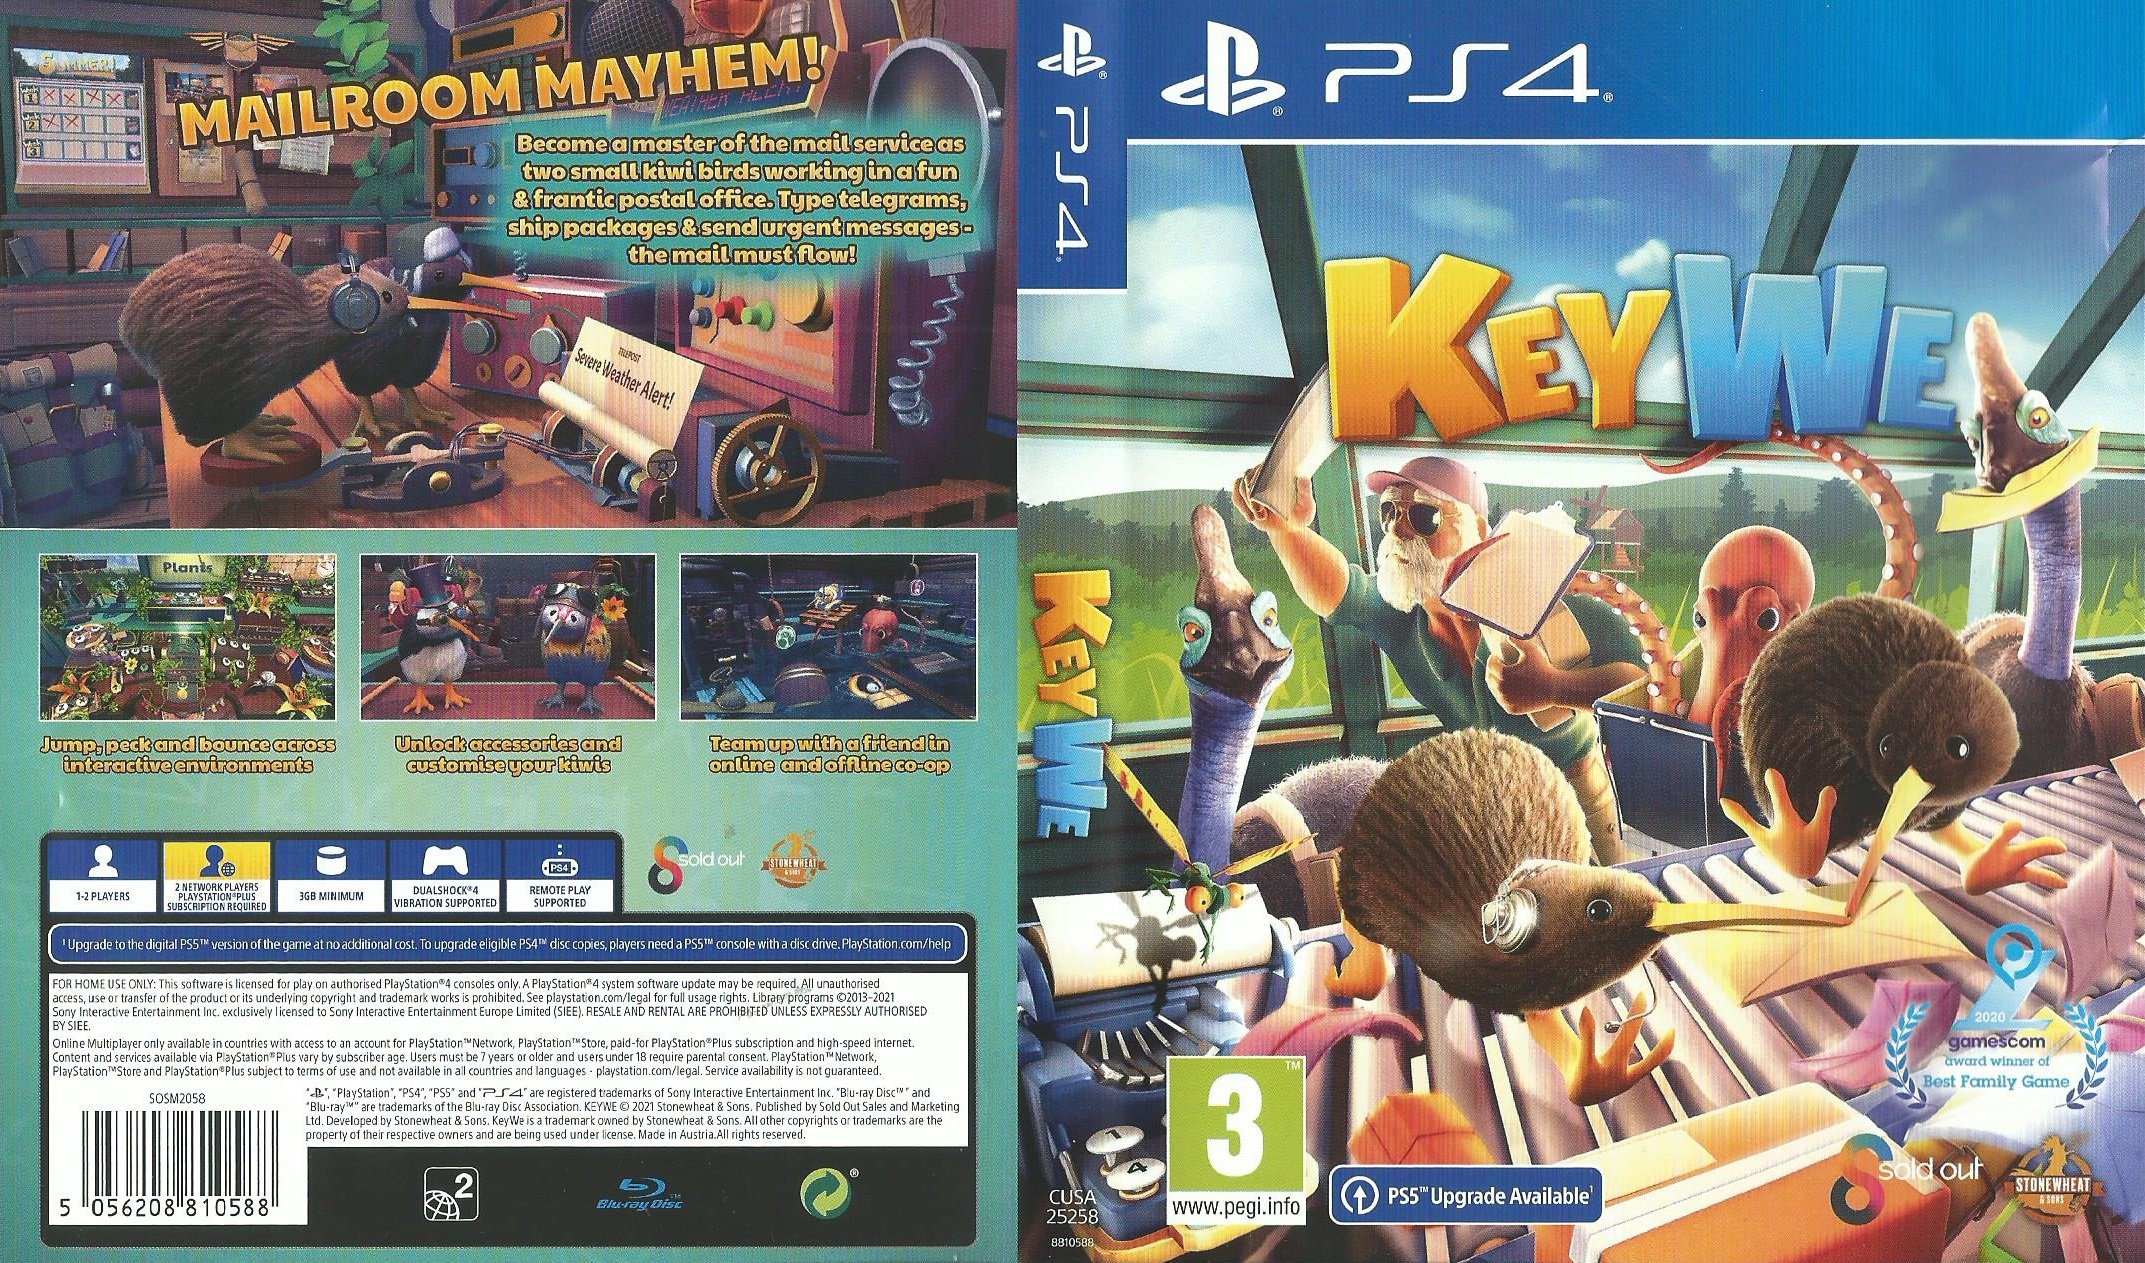 SUMMER!
Week 1
Week 2
Week 3
MAILROOM MAYHEM!
WEATHER ALERT
Become a master of the mail service as
two small kiwi birds working in a fun
& frantic postal office. Type telegrams,
ship packages & send urgent messages -
the mail must flow!
TELEPOST
Severe Weather Alert!
Plants
Jump, peck and bounce across
interactive environments
Unlock accessories and
customise your kiwis
Team up with a friend in
online and offline co-op
1-2 PLAYERS
2 NETWORK PLAYERS
PLAYSTATION®PLUS
SUBSCRIPTION REQUIRED
3GB MINIMUM
DUALSHOCK®4
VIBRATION SUPPORTED
PS4
REMOTE PLAY
SUPPORTED
sold out
STONEWHEAT
& SONS
¹ Upgrade to the digital PS5™ version of the game at no additional cost. To upgrade eligible PS4™ disc copies, players need a PS5™ console with a disc drive. PlayStation.com/help
FOR HOME USE ONLY: This software is licensed for play on authorised PlayStation®4 consoles only. A PlayStation®4 system software update may be required. All unauthorised
access, use or transfer of the product or its underlying copyright and trademark works is prohibited. See playstation.com/legal for full usage rights. Library programs ©2013-2021
Sony Interactive Entertainment Inc. exclusively licensed to Sony Interactive Entertainment Europe Limited (SIEE). RESALE AND RENTAL ARE PROHIBITED UNLESS EXPRESSLY AUTHORISED
BY SIEE.
Online Multiplayer only available in countries with access to an account for PlayStation™Network, PlayStation™Store, paid-for PlayStation®Plus subscription and high-speed internet.
Content and services available via PlayStation®Plus vary by subscriber age. Users must be 7 years or older and users under 18 require parental consent. PlayStation™Network,
PlayStation™Store and PlayStation®Plus subject to terms of use and not available in all countries and languages - playstation.com/legal. Service availability is not guaranteed.
"PlayStation", "PS4", "PS5" and "PS4" are registered trademarks of Sony Interactive Entertainment Inc. "Blu-ray Disc™" and
"Blu-ray™" are trademarks of the Blu-ray Disc Association. KEYWE © 2021 Stonewheat & Sons. Published by Sold Out Sales and Marketing
Ltd. Developed by Stonewheat & Sons. KeyWe is a trademark owned by Stonewheat & Sons. All other copyrights or trademarks are the
property of their respective owners and are being used under license. Made in Austria.All rights reserved.
SOSM2058
5 056208 810588
2
Blu-ray Disc™
®
PS4
KEYWE
CUSA
25258
8810588
PS4®
KEYWE
1
4
3™
www.pegi.info
PS5™ Upgrade Available¹
2020
gamescom
award winner of
Best Family Game
sold out
STONEWHEAT
& SONS